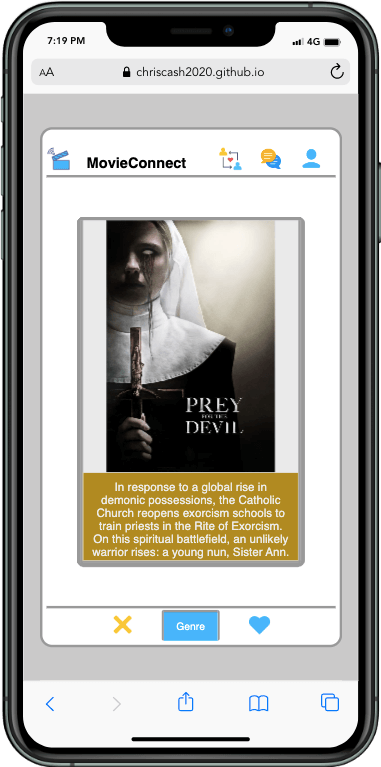 7:19 PM
4G
AA
chriscash2020.github.io
MovieConnect
PREY
FOR THE
DEVIL
In response to a global rise in
demonic possessions, the Catholic
Church reopens exorcism schools to
train priests in the Rite of Exorcism.
On this spiritual battlefield, an unlikely
warrior rises: a young nun, Sister Ann.
Genre